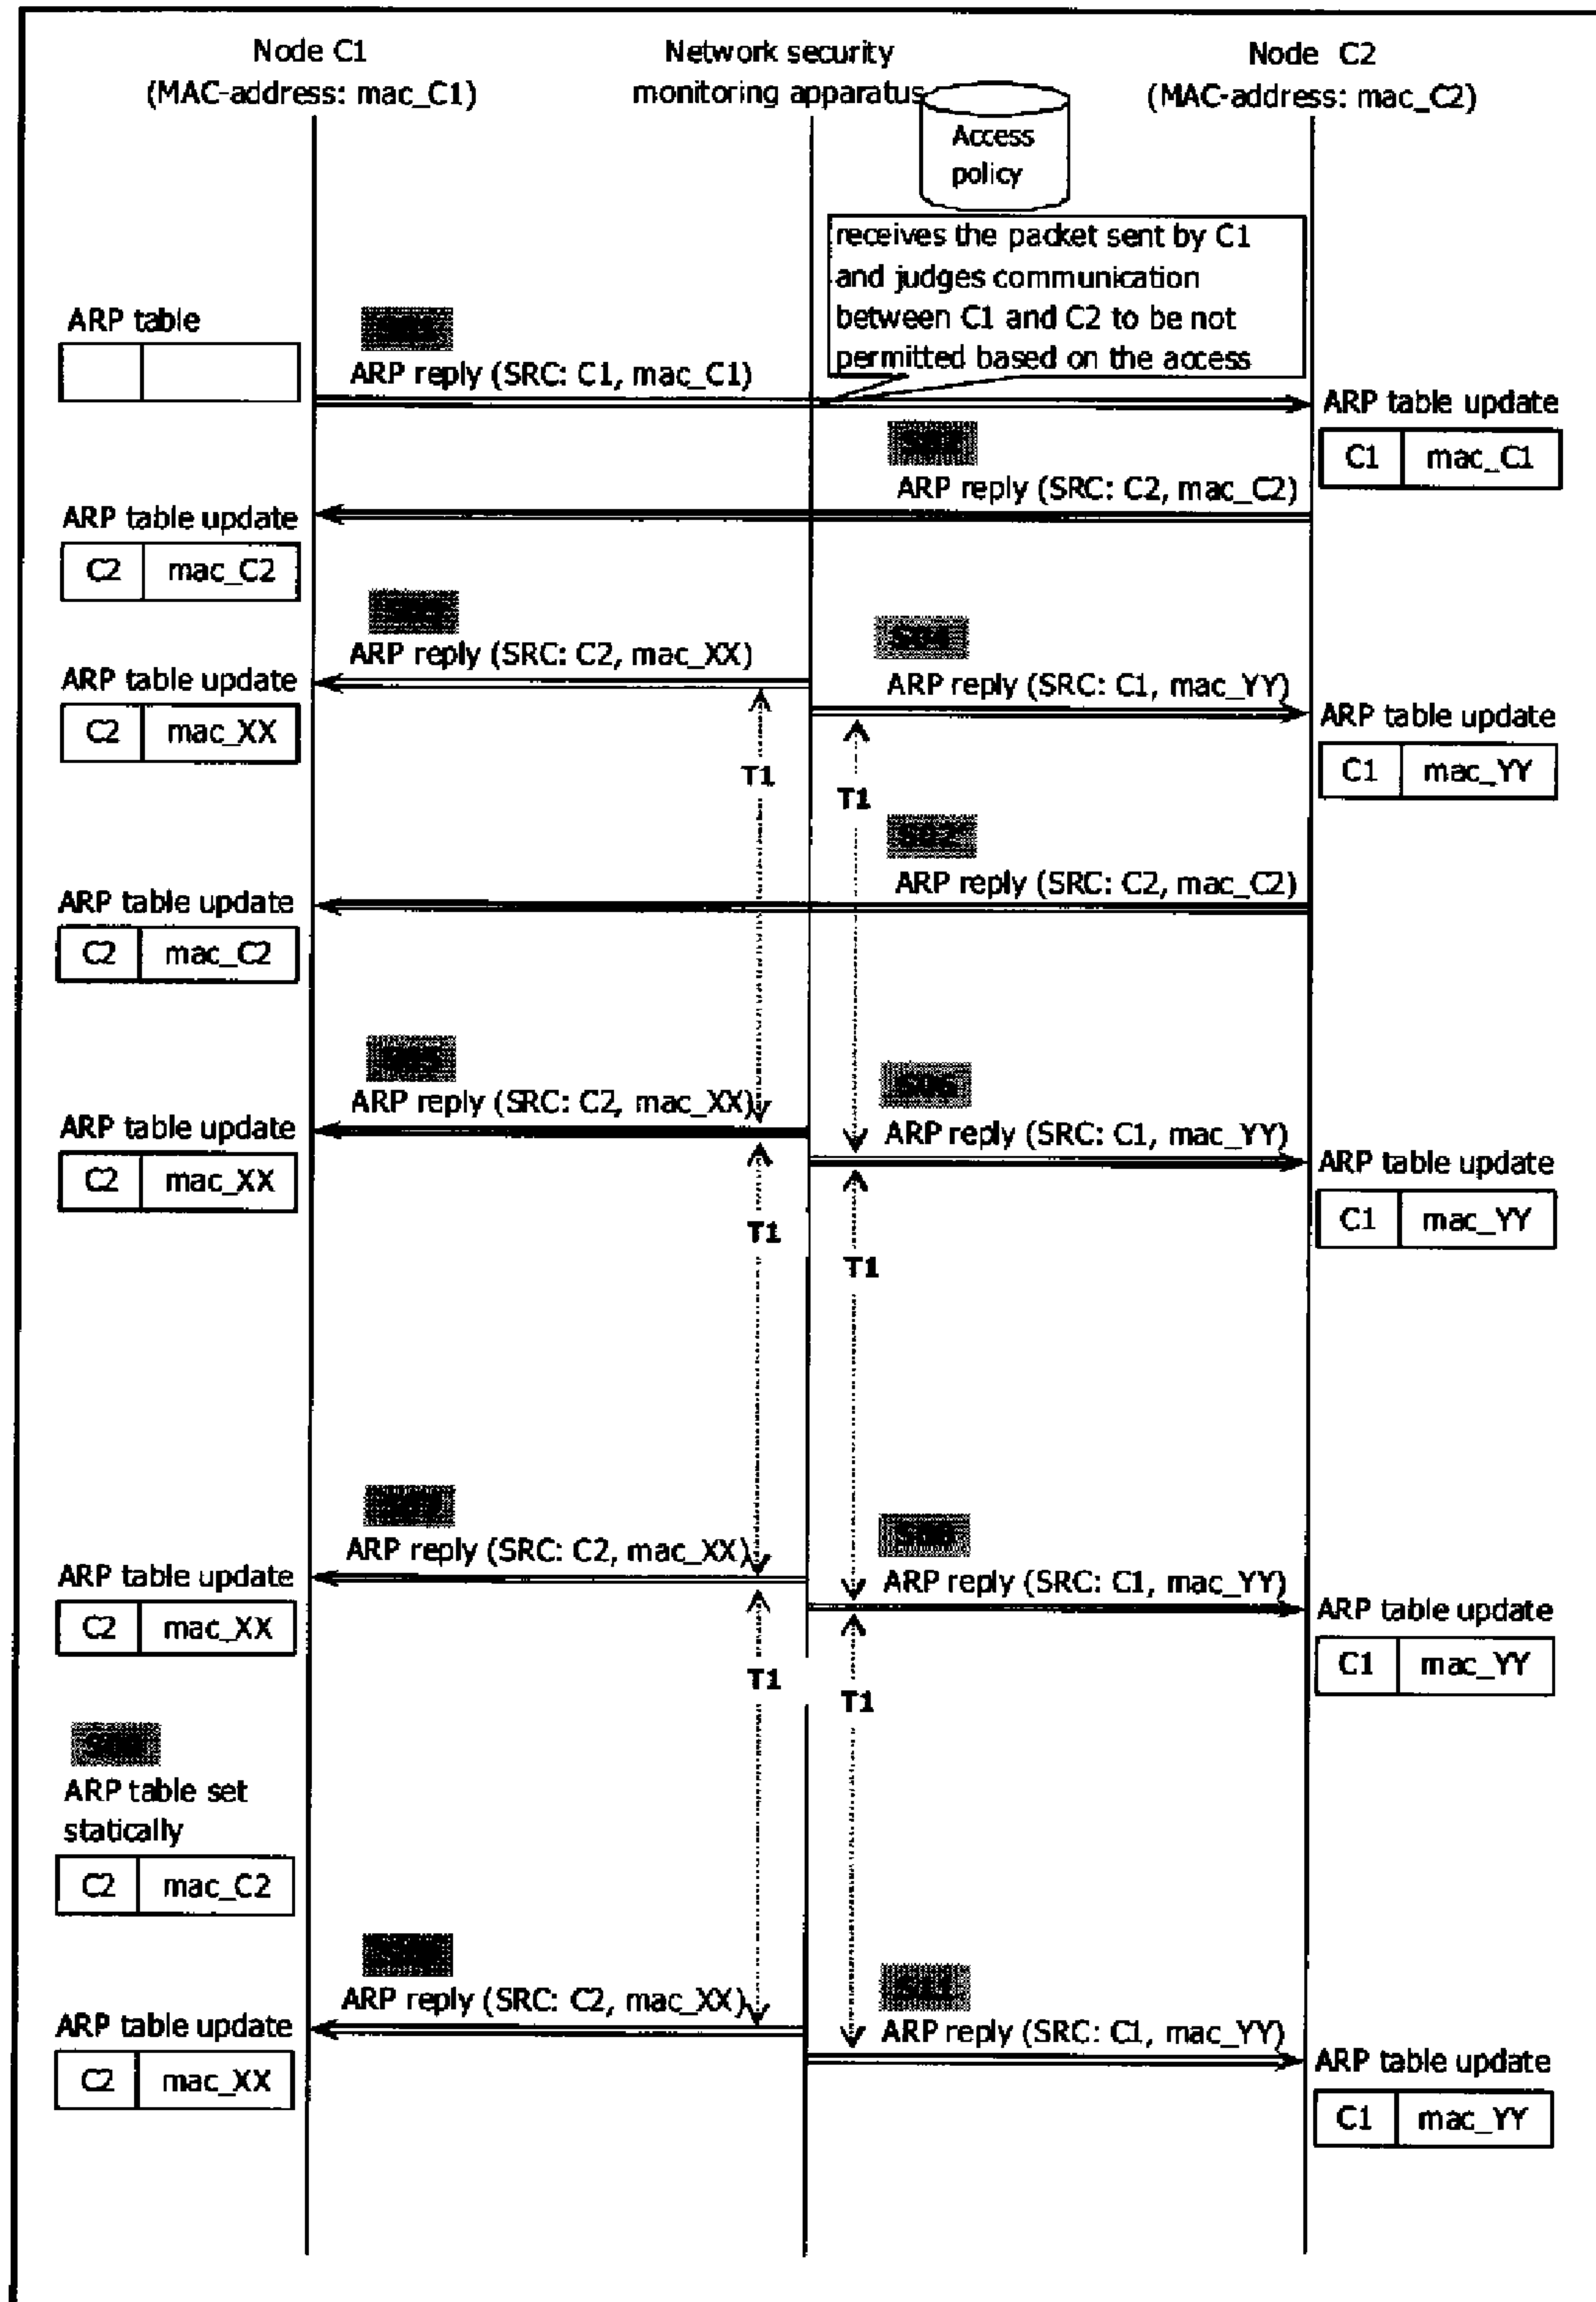 Node C1
(MAC-address: mac_C1)
Network security
monitoring apparatus
Node C2
(MAC-address: mac_C2)
Access
policy
receives the packet sent by C1
and judges communication
between C1 and C2 to be not
permitted based on the access
ARP table
ARP reply (SRC: C1, mac_C1)
ARP table update
C1 mac_C1
S02
ARP reply (SRC: C2, mac_C2)
ARP table update
C2 mac_C2
ARP reply (SRC: C2, mac_XX)
ARP table update
C2 mac_XX
S04
ARP reply (SRC: C1, mac_YY)
ARP table update
C1 mac_YY
T1
T1
S02'
ARP reply (SRC: C2, mac_C2)
ARP table update
C2 mac_C2
S05
ARP reply (SRC: C2, mac_XX)
ARP table update
C2 mac_XX
S06
ARP reply (SRC: C1, mac_YY)
ARP table update
C1 mac_YY
T1
T1
ARP reply (SRC: C2, mac_XX)
ARP table update
C2 mac_XX
S08
ARP reply (SRC: C1, mac_YY)
ARP table update
C1 mac_YY
T1
T1
S09
ARP table set
statically
C2 mac_C2
ARP reply (SRC: C2, mac_XX)
ARP table update
C2 mac_XX
S11
ARP reply (SRC: C1, mac_YY)
ARP table update
C1 mac_YY